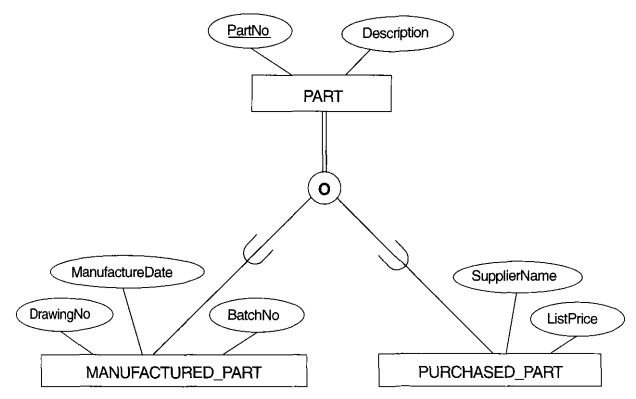 PartNo
Description
PART
O
ManufactureDate
SupplierName
DrawingNo
BatchNo
ListPrice
MANUFACTURED_PART
PURCHASED_PART